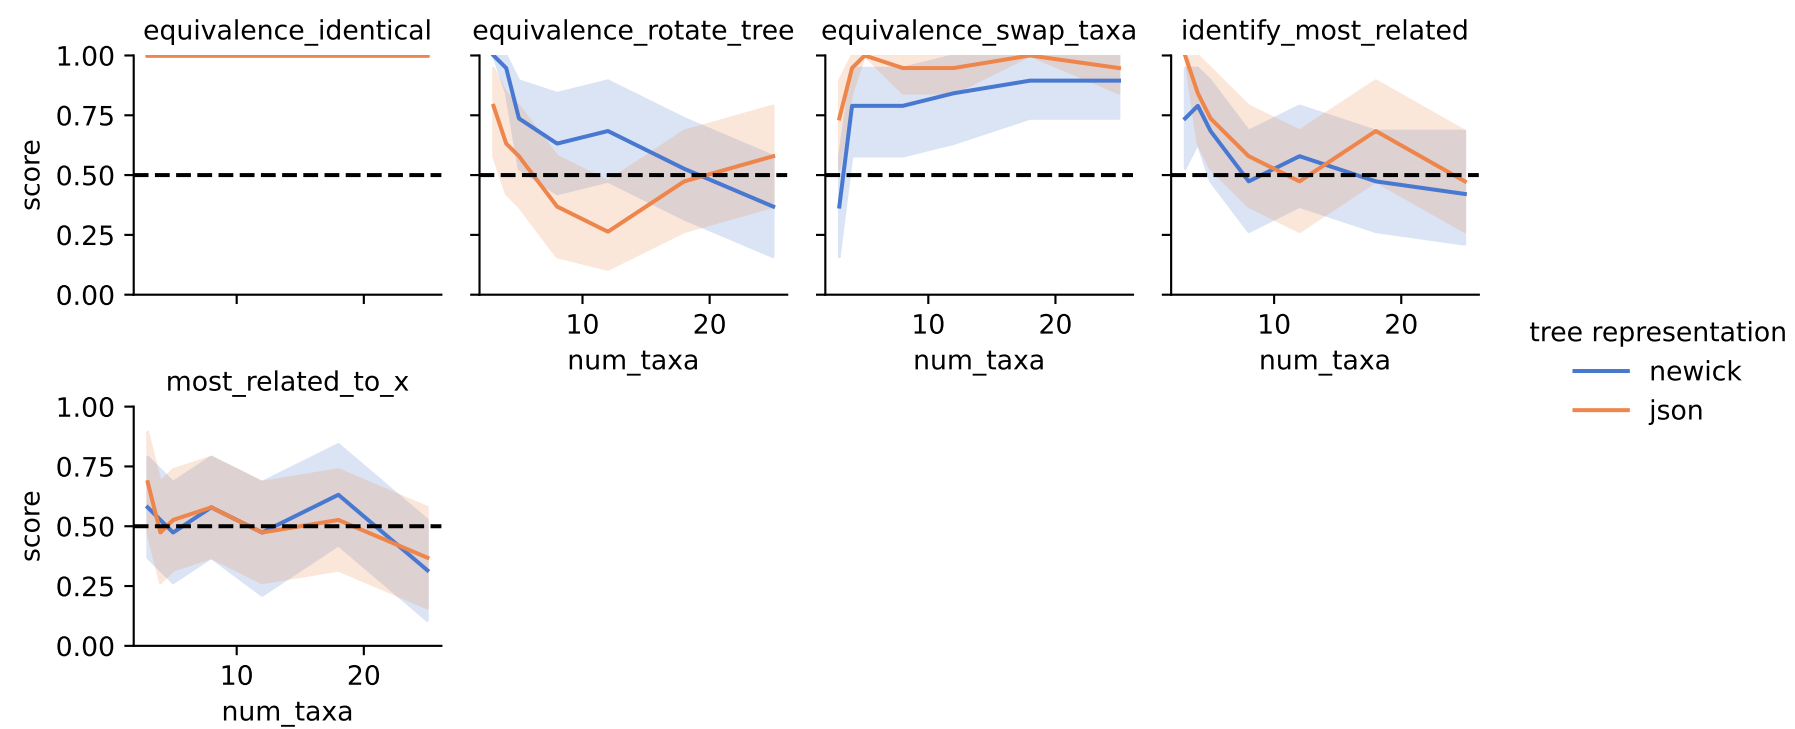 equivalence_identical
equivalence_rotate_tree
equivalence_swap_taxa
identify_most_related
score
1.00
0.75
0.50
0.25
0.00
10
20
num_taxa
10
20
num_taxa
10
20
num_taxa
tree representation
newick
json
most_related_to_x
score
1.00
0.75
0.50
0.25
0.00
10
20
num_taxa